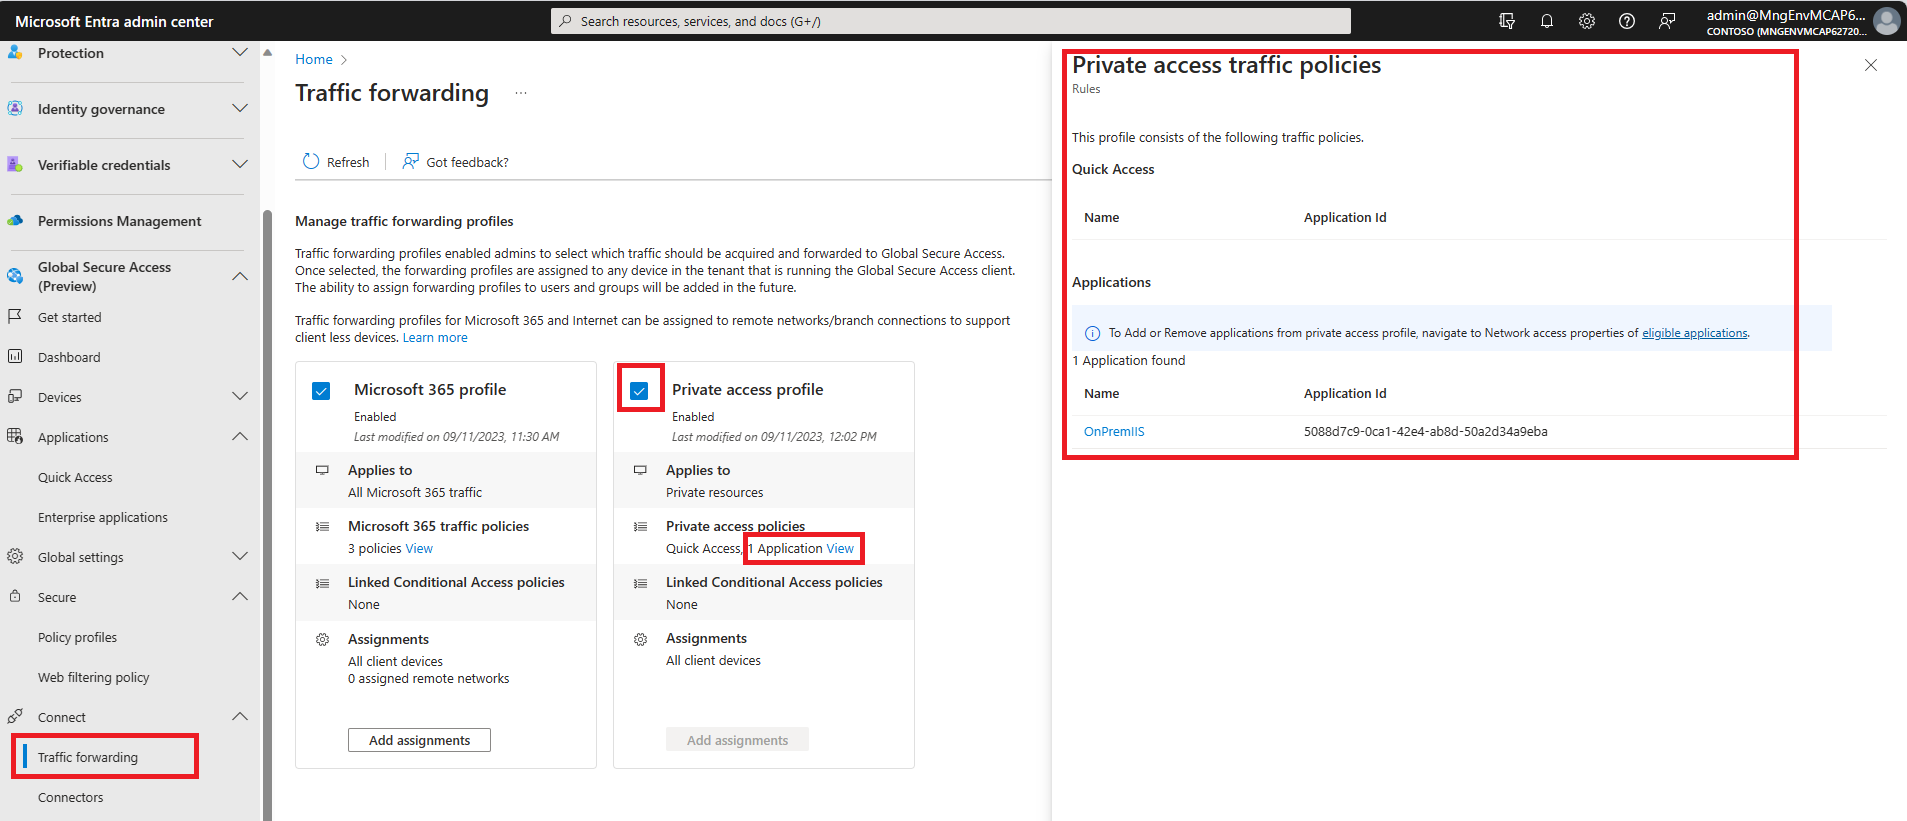 Microsoft Entra admin center
Search resources, services, and docs (G+/)
admin@MngEnvMCAP6...
CONTOSO (MNGENVMCAP62720...
Protection
Identity governance
Verifiable credentials
Permissions Management
Global Secure Access
(Preview)
Get started
Dashboard
Devices
Applications
Quick Access
Enterprise applications
Global settings
Secure
Policy profiles
Web filtering policy
Connect
Traffic forwarding
Connectors
Home
Traffic forwarding ...
Refresh
Got feedback?
Manage traffic forwarding profiles
Traffic forwarding profiles enabled admins to select which traffic should be acquired and forwarded to Global Secure Access.
Once selected, the forwarding profiles are assigned to any device in the tenant that is running the Global Secure Access client.
The ability to assign forwarding profiles to users and groups will be added in the future.
Traffic forwarding profiles for Microsoft 365 and Internet can be assigned to remote networks/branch connections to support
client less devices. Learn more
Microsoft 365 profile
Enabled
Last modified on 09/11/2023, 11:30 AM
Applies to
All Microsoft 365 traffic
Microsoft 365 traffic policies
3 policies View
Linked Conditional Access policies
None
Assignments
All client devices
0 assigned remote networks
Add assignments
Private access profile
Enabled
Last modified on 09/11/2023, 12:02 PM
Applies to
Private resources
Private access policies
Quick Access, 1 Application View
Linked Conditional Access policies
None
Assignments
All client devices
Add assignments
Private access traffic policies
Rules
This profile consists of the following traffic policies.
Quick Access
Name Application Id
Applications
To Add or Remove applications from private access profile, navigate to Network access properties of eligible applications.
1 Application found
Name Application Id
OnPremIIS 5088d7c9-0ca1-42e4-ab8d-50a2d34a9eba